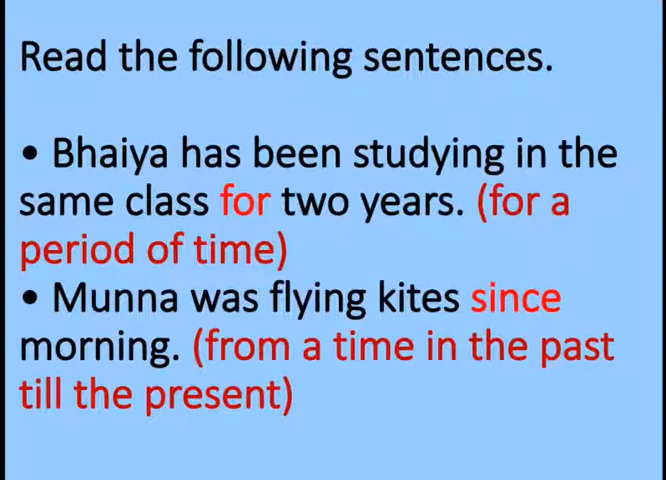 Read the following sentences.
• Bhaiya has been studying in the
same class for two years. (for a
period of time)
• Munna was flying kites since
morning. (from a time in the past
till the present)